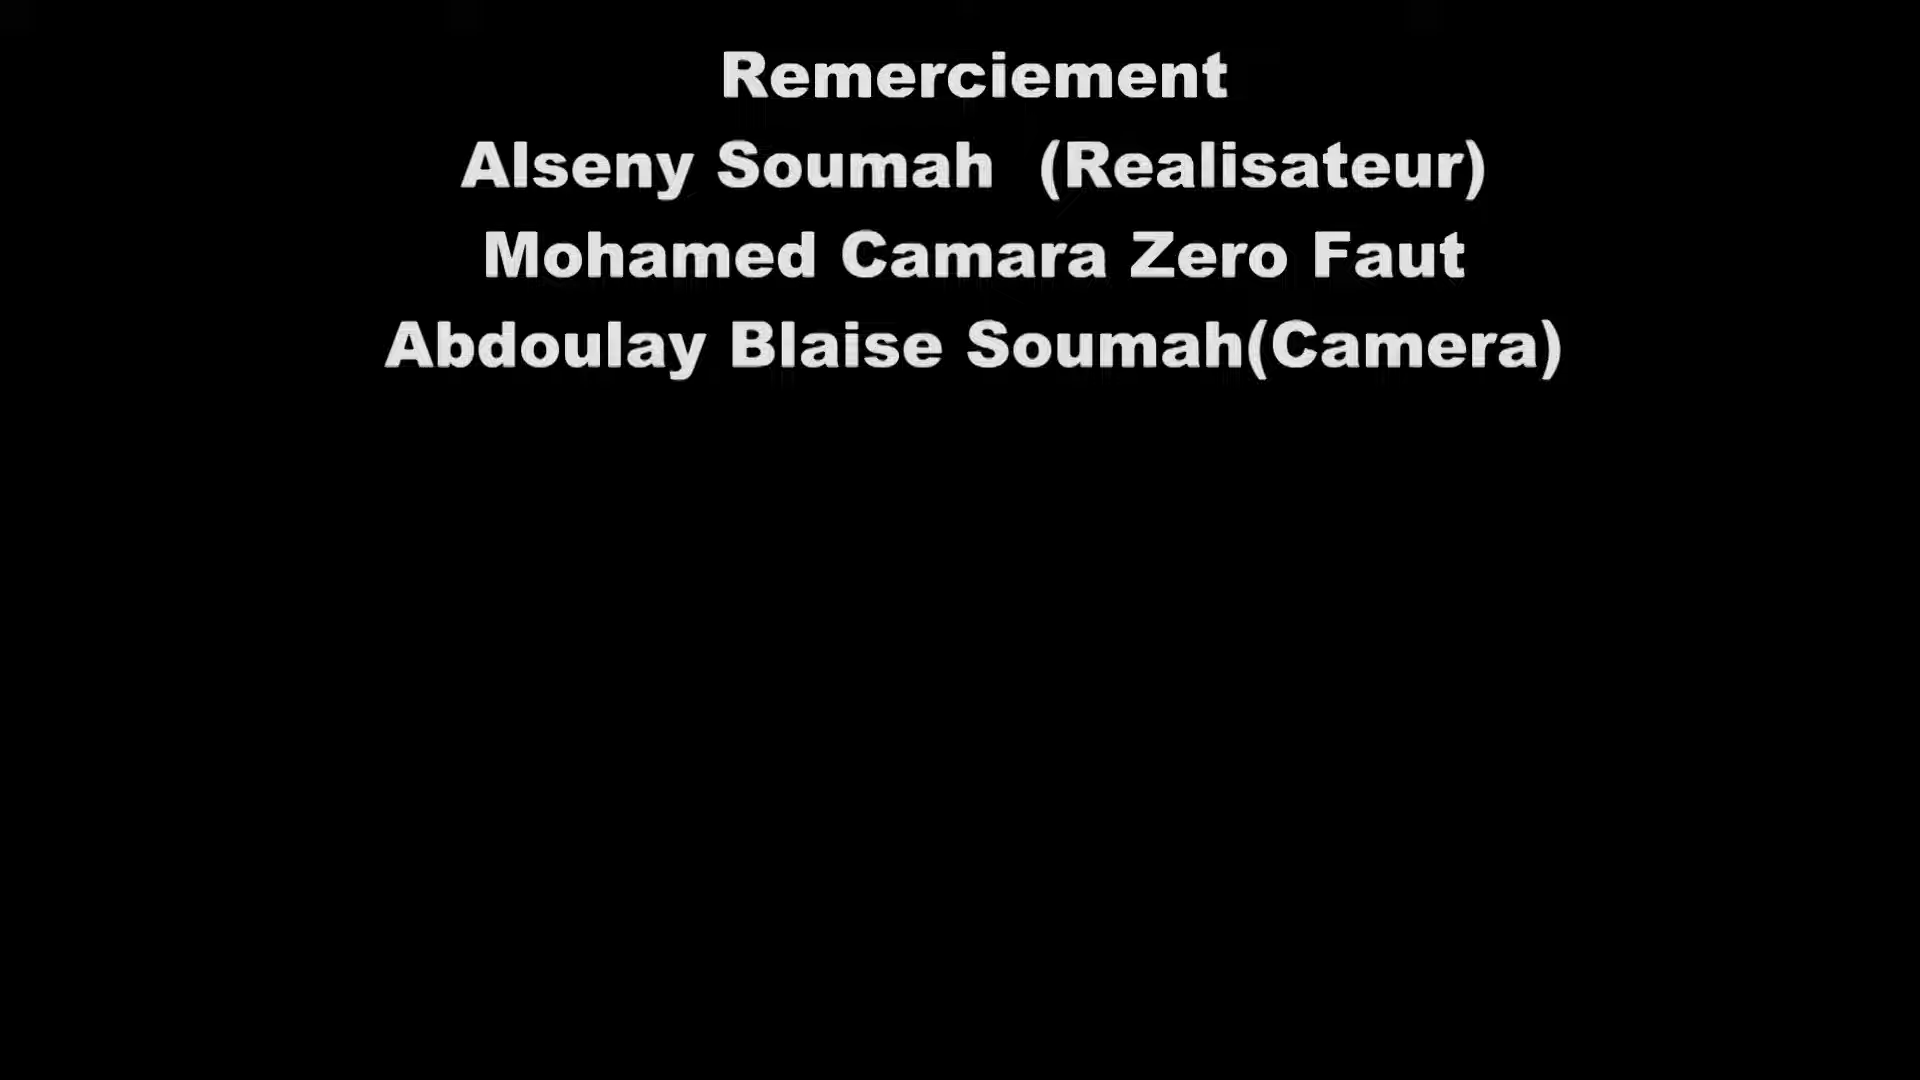 Remerciement
Alseny Soumah (Realisateur)
Mohamed Camara Zero Faut
Abdoulay Blaise Soumah(Camera)